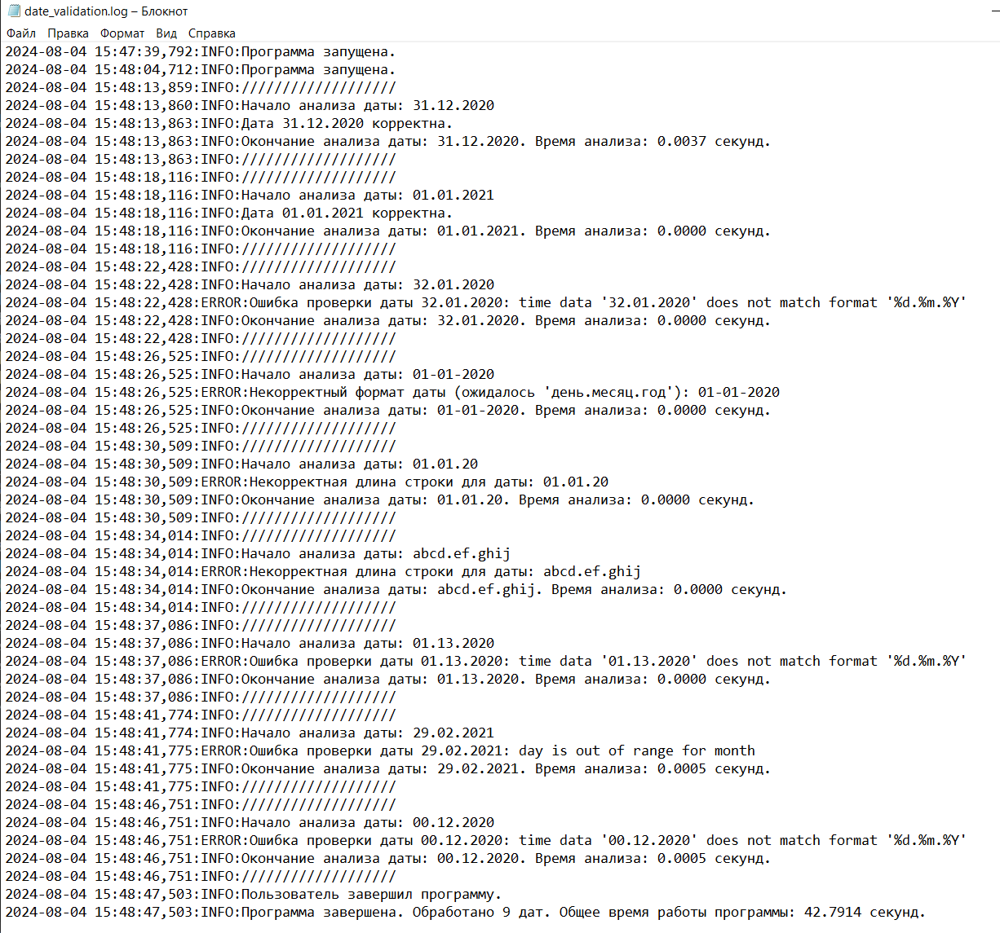 date_validation.log – Блокнот
Файл Правка Формат Вид Справка
2024-08-04 15:47:39,792:INFO:Программа запущена.
2024-08-04 15:48:04,712:INFO:Программа запущена.
2024-08-04 15:48:13,859:INFO:///////////////////
2024-08-04 15:48:13,860:INFO:Начало анализа даты: 31.12.2020
2024-08-04 15:48:13,863:INFO:Дата 31.12.2020 корректна.
2024-08-04 15:48:13,863:INFO:Окончание анализа даты: 31.12.2020. Время анализа: 0.0037 секунд.
2024-08-04 15:48:13,863:INFO:///////////////////
2024-08-04 15:48:18,116:INFO:///////////////////
2024-08-04 15:48:18,116:INFO:Начало анализа даты: 01.01.2021
2024-08-04 15:48:18,116:INFO:Дата 01.01.2021 корректна.
2024-08-04 15:48:18,116:INFO:Окончание анализа даты: 01.01.2021. Время анализа: 0.0000 секунд.
2024-08-04 15:48:18,116:INFO:///////////////////
2024-08-04 15:48:22,428:INFO:///////////////////
2024-08-04 15:48:22,428:INFO:Начало анализа даты: 32.01.2020
2024-08-04 15:48:22,428:ERROR:Ошибка проверки даты 32.01.2020: time data '32.01.2020' does not match format '%d.%m.%Y'
2024-08-04 15:48:22,428:INFO:Окончание анализа даты: 32.01.2020. Время анализа: 0.0000 секунд.
2024-08-04 15:48:22,428:INFO:///////////////////
2024-08-04 15:48:26,525:INFO:///////////////////
2024-08-04 15:48:26,525:INFO:Начало анализа даты: 01-01-2020
2024-08-04 15:48:26,525:ERROR:Некорректный формат даты (ожидалось 'день.месяц.год'): 01-01-2020
2024-08-04 15:48:26,525:INFO:Окончание анализа даты: 01-01-2020. Время анализа: 0.0000 секунд.
2024-08-04 15:48:26,525:INFO:///////////////////
2024-08-04 15:48:30,509:INFO:///////////////////
2024-08-04 15:48:30,509:INFO:Начало анализа даты: 01.01.20
2024-08-04 15:48:30,509:ERROR:Некорректная длина строки для даты: 01.01.20
2024-08-04 15:48:30,509:INFO:Окончание анализа даты: 01.01.20. Время анализа: 0.0000 секунд.
2024-08-04 15:48:30,509:INFO:///////////////////
2024-08-04 15:48:34,014:INFO:///////////////////
2024-08-04 15:48:34,014:INFO:Начало анализа даты: abcd.ef.ghij
2024-08-04 15:48:34,014:ERROR:Некорректная длина строки для даты: abcd.ef.ghij
2024-08-04 15:48:34,014:INFO:Окончание анализа даты: abcd.ef.ghij. Время анализа: 0.0000 секунд.
2024-08-04 15:48:34,014:INFO:///////////////////
2024-08-04 15:48:37,086:INFO:///////////////////
2024-08-04 15:48:37,086:INFO:Начало анализа даты: 01.13.2020
2024-08-04 15:48:37,086:ERROR:Ошибка проверки даты 01.13.2020: time data '01.13.2020' does not match format '%d.%m.%Y'
2024-08-04 15:48:37,086:INFO:Окончание анализа даты: 01.13.2020. Время анализа: 0.0000 секунд.
2024-08-04 15:48:37,086:INFO:///////////////////
2024-08-04 15:48:41,774:INFO:///////////////////
2024-08-04 15:48:41,774:INFO:Начало анализа даты: 29.02.2021
2024-08-04 15:48:41,775:ERROR:Ошибка проверки даты 29.02.2021: day is out of range for month
2024-08-04 15:48:41,775:INFO:Окончание анализа даты: 29.02.2021. Время анализа: 0.0005 секунд.
2024-08-04 15:48:41,775:INFO:///////////////////
2024-08-04 15:48:46,751:INFO:///////////////////
2024-08-04 15:48:46,751:INFO:Начало анализа даты: 00.12.2020
2024-08-04 15:48:46,751:ERROR:Ошибка проверки даты 00.12.2020: time data '00.12.2020' does not match format '%d.%m.%Y'
2024-08-04 15:48:46,751:INFO:Окончание анализа даты: 00.12.2020. Время анализа: 0.0005 секунд.
2024-08-04 15:48:46,751:INFO:///////////////////
2024-08-04 15:48:47,503:INFO:Пользователь завершил программу.
2024-08-04 15:48:47,503:INFO:Программа завершена. Обработано 9 дат. Общее время работы программы: 42.7914 секунд.